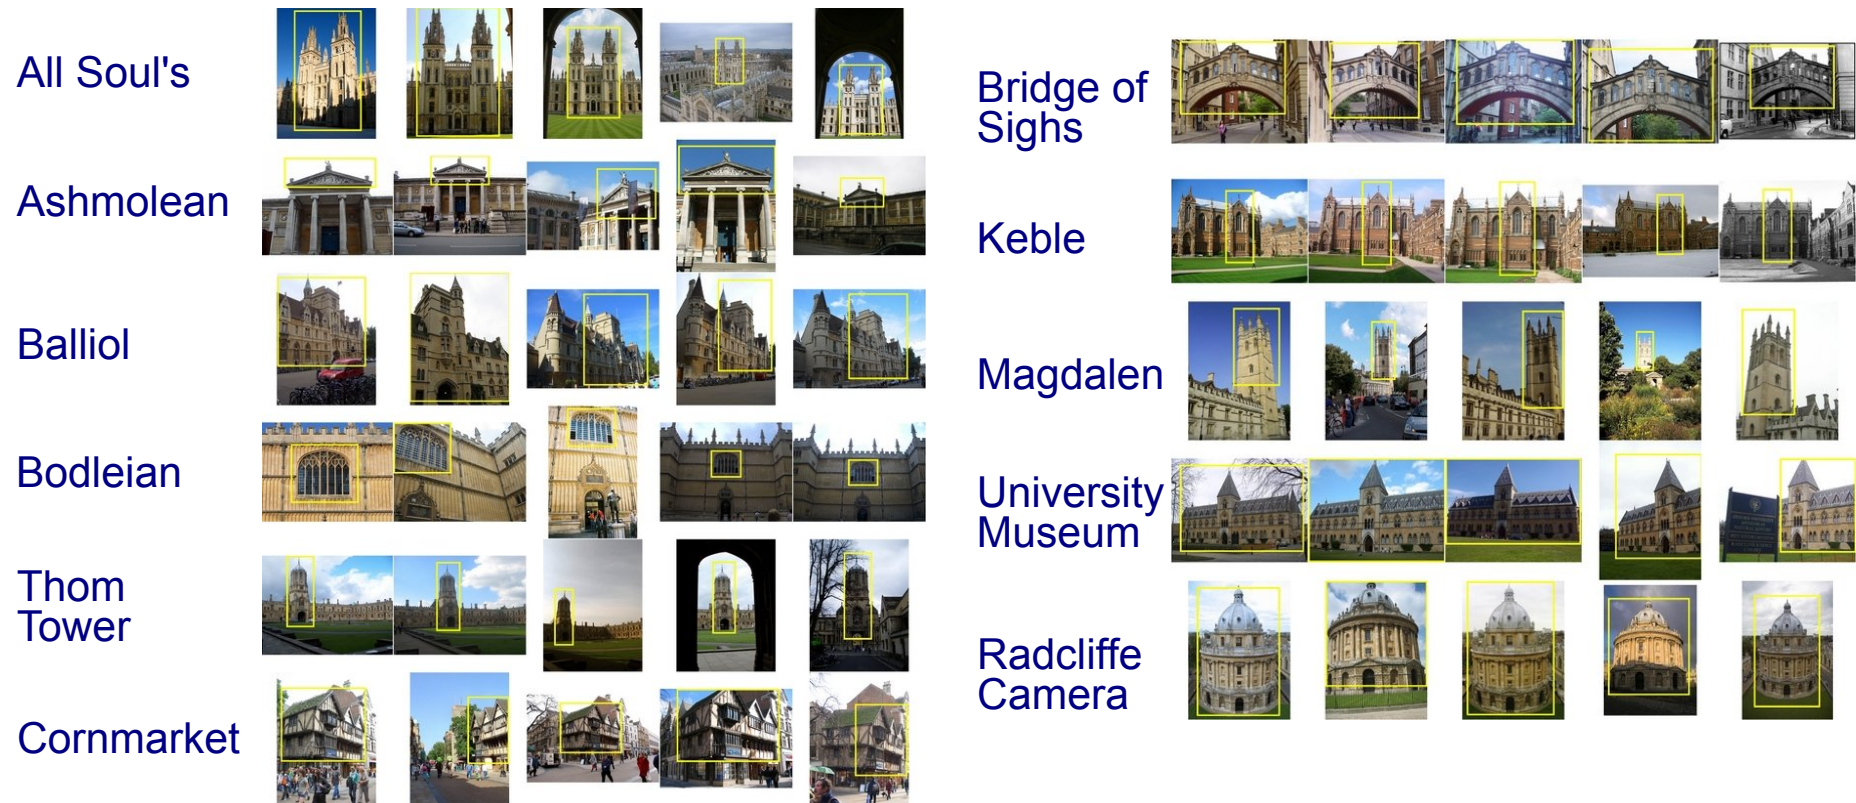 All Soul's
Ashmolean
Balliol
Bodleian
Thom
Tower
Cornmarket
Bridge of
Sighs
Keble
Magdalen
University
Museum
Radcliffe
Camera